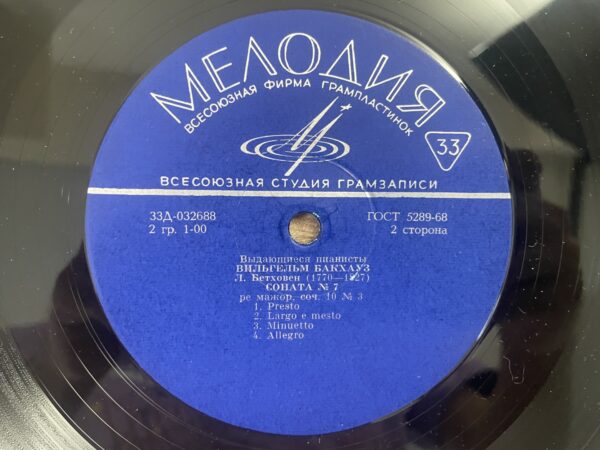 МЕЛОДИЯ
ВСЕСОЮЗНАЯ ФИРМА ГРАМПЛАСТИНОК
33
ВСЕСОЮЗНАЯ СТУДИЯ ГРАМЗАПИСИ
33Д-032688
2 гр. 1-00
ГОСТ 5289-68
2 сторона
Выдающиеся пианисты
ВИЛЬГЕЛЬМ БАКХАУЗ
Л. Бетховен (1770—1827)
СОНАТА № 7
ре мажор, соч. 10 № 3
1. Presto
2. Largo e mesto
3. Minuetto
4. Allegro